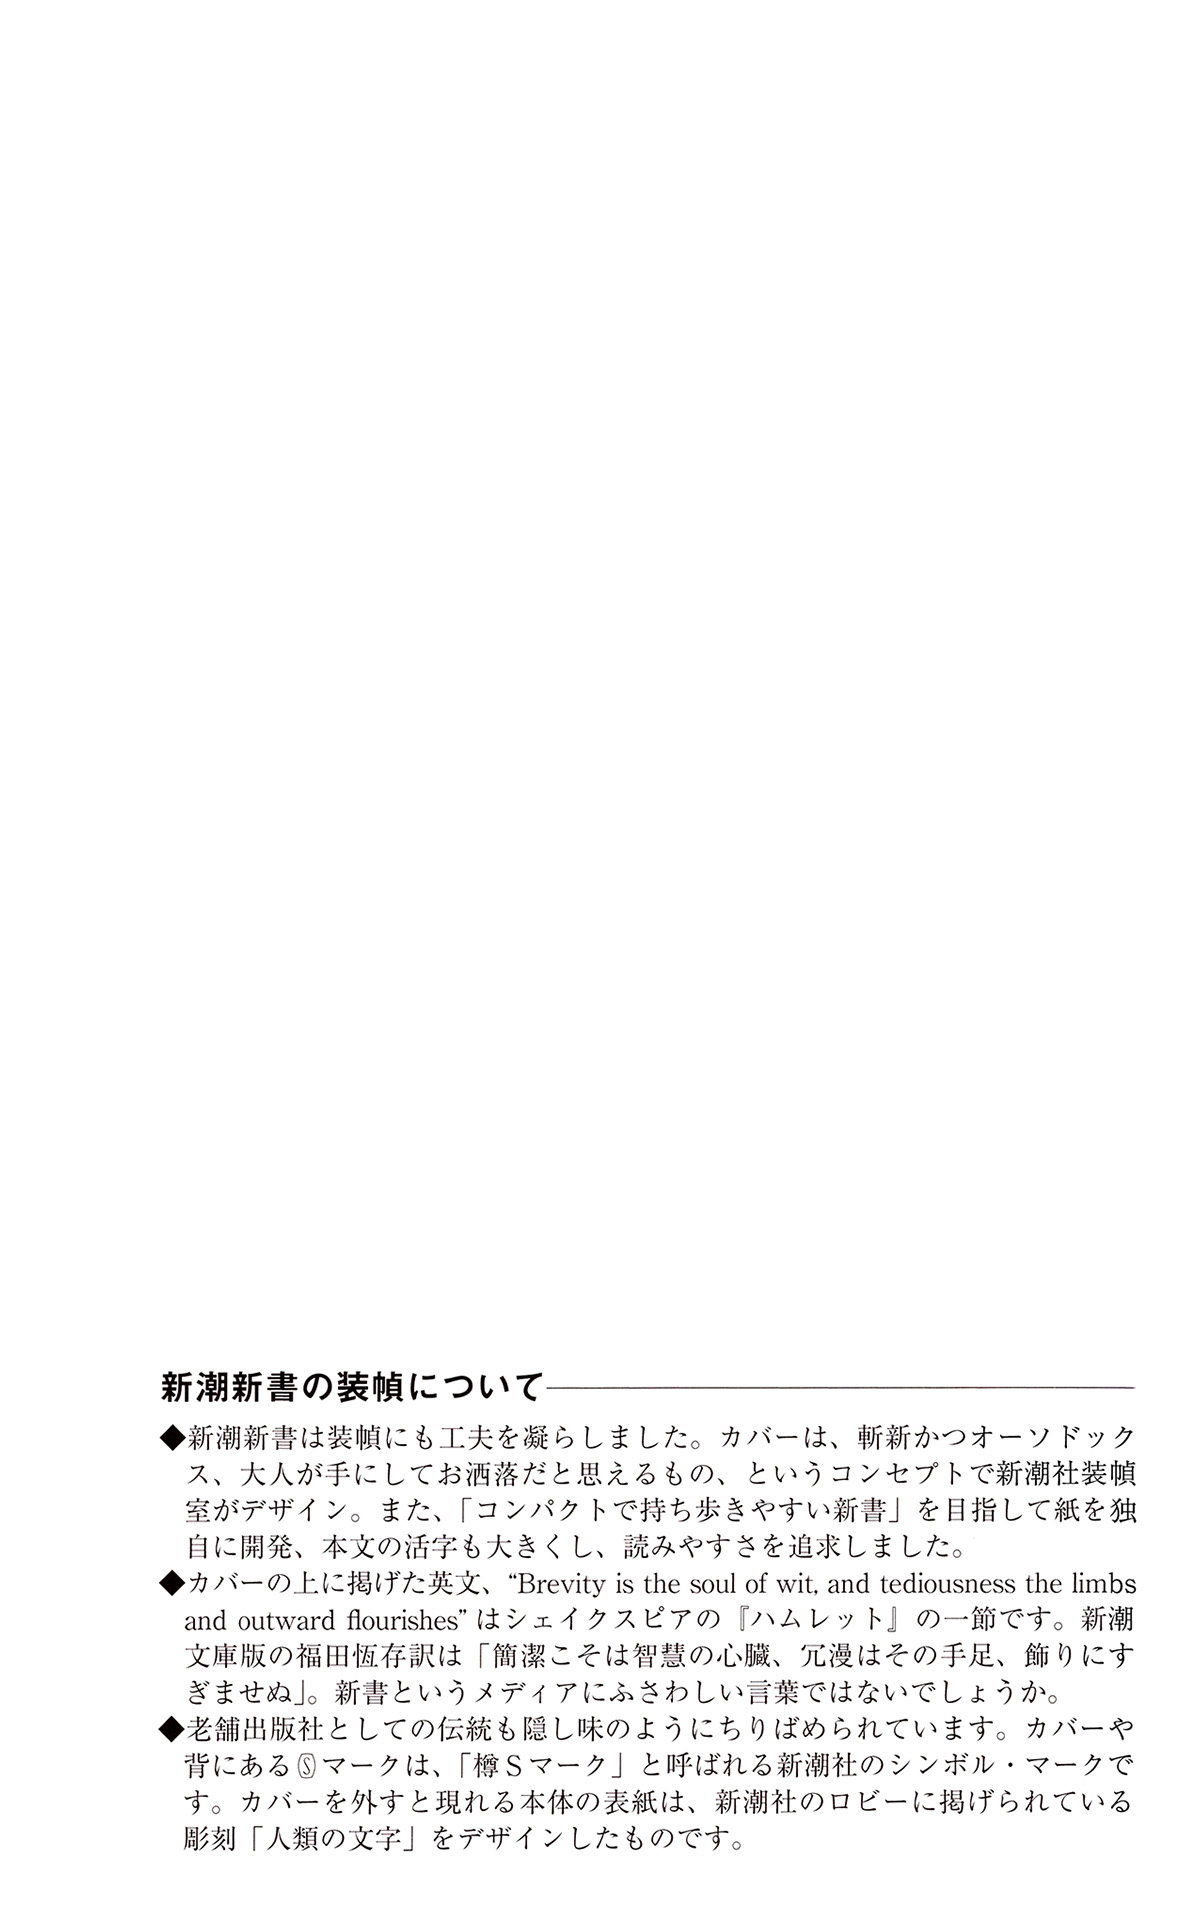 新潮新書の装幀について
◆新潮新書は装幀にも工夫を凝らしました。カバーは、斬新かつオーソドック
ス、大人が手にしてお洒落だと思えるもの、というコンセプトで新潮社装幀
室がデザイン。また、「コンパクトで持ち歩きやすい新書」を目指して紙を独
自に開発、本文の活字も大きくし、読みやすさを追求しました。
◆カバーの上に掲げた英文、“Brevity is the soul of wit, and tediousness the limbs
and outward flourishes”はシェイクスピアの『ハムレット』の一節です。新潮
文庫版の福田恆存訳は「簡潔こそは智慧の心臓、冗漫はその手足、飾りにす
ぎませぬ」。新書というメディアにふさわしい言葉ではないでしょうか。
◆老舗出版社としての伝統も隠し味のようにちりばめられています。カバーや
背にあるⓈマークは、「樽Ｓマーク」と呼ばれる新潮社のシンボル・マークで
す。カバーを外すと現れる本体の表紙は、新潮社のロビーに掲げられている
彫刻「人類の文字」をデザインしたものです。